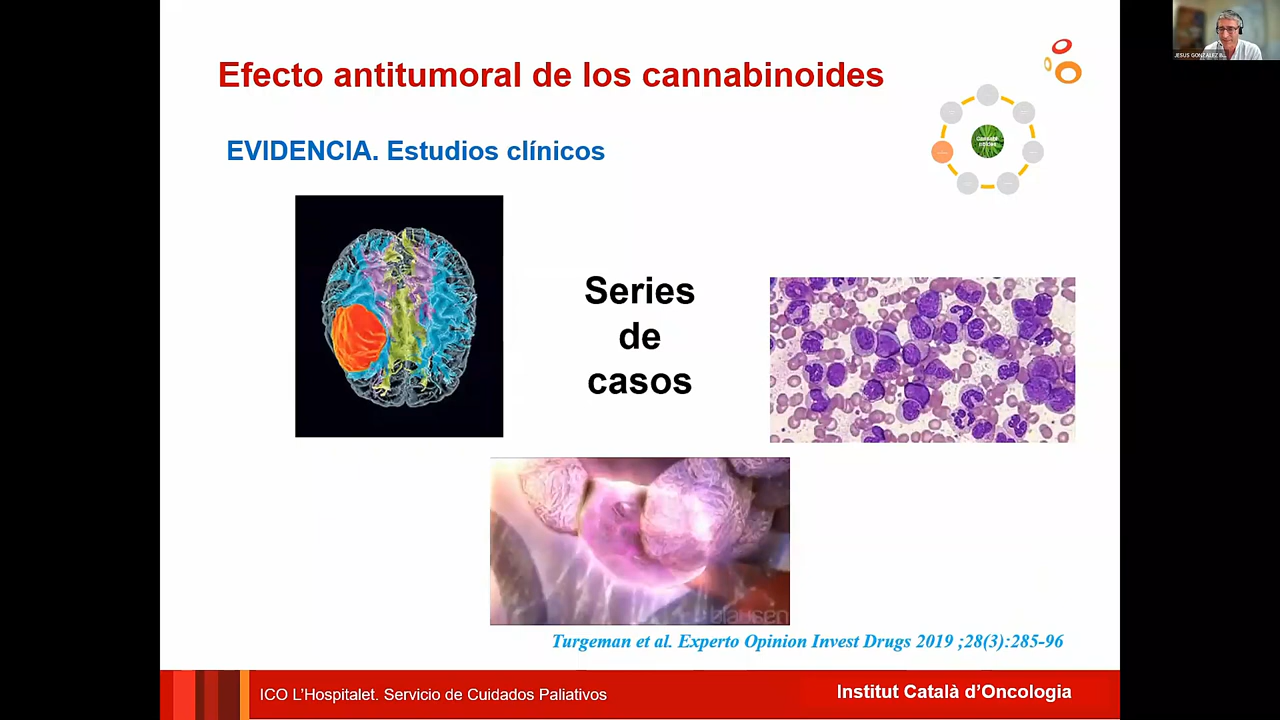 Efecto antitumoral de los cannabinoides
EVIDENCIA. Estudios clínicos
Series
de
casos
Turgeman et al. Experto Opinion Invest Drugs 2019 ;28(3):285-96
ICO L’Hospitalet. Servicio de Cuidados Paliativos
Institut Català d’Oncologia